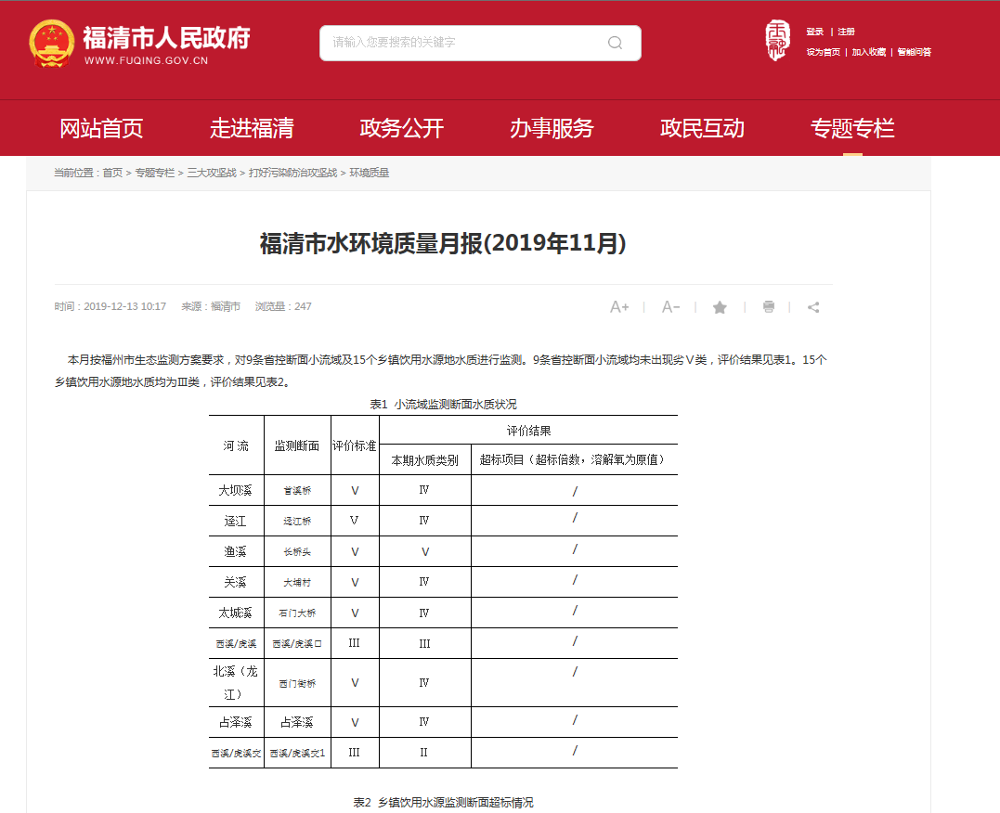 福清市人民政府
WWW.FUQING.GOV.CN
请输入您要搜索的关键字
玉融
登录 | 注册
设为首页 | 加入收藏 | 智能问答
网站首页 走进福清 政务公开 办事服务 政民互动 专题专栏
当前位置：首页 > 专题专栏 > 三大攻坚战 > 打好污染防治攻坚战 > 环境质量
福清市水环境质量月报(2019年11月)
时间：2019-12-13 10:17 来源：福清市 浏览量：247
A+ | A− | | |
本月按福州市生态监测方案要求，对9条省控断面小流域及15个乡镇饮用水源地水质进行监测。9条省控断面小流域均未出现劣Ⅴ类，评价结果见表1。15个
乡镇饮用水源地水质均为Ⅲ类，评价结果见表2。
表1 小流域监测断面水质状况
河 流 监测断面 评价标准 评价结果
本期水质类别 超标项目（超标倍数，溶解氧为原值）
大坝溪 首溪桥 V Ⅳ /
迳江 迳江桥 V Ⅳ /
渔溪 长桥头 V V /
关溪 大埔村 V Ⅳ /
太城溪 石门大桥 V Ⅳ /
西溪/虎溪 西溪/虎溪口 III III /
北溪（龙
江） 西门街桥 V Ⅳ /
占泽溪 占泽溪 V Ⅳ /
西溪/虎溪交 西溪/虎溪交1 III II /
表2 乡镇饮用水源监测断面超标情况